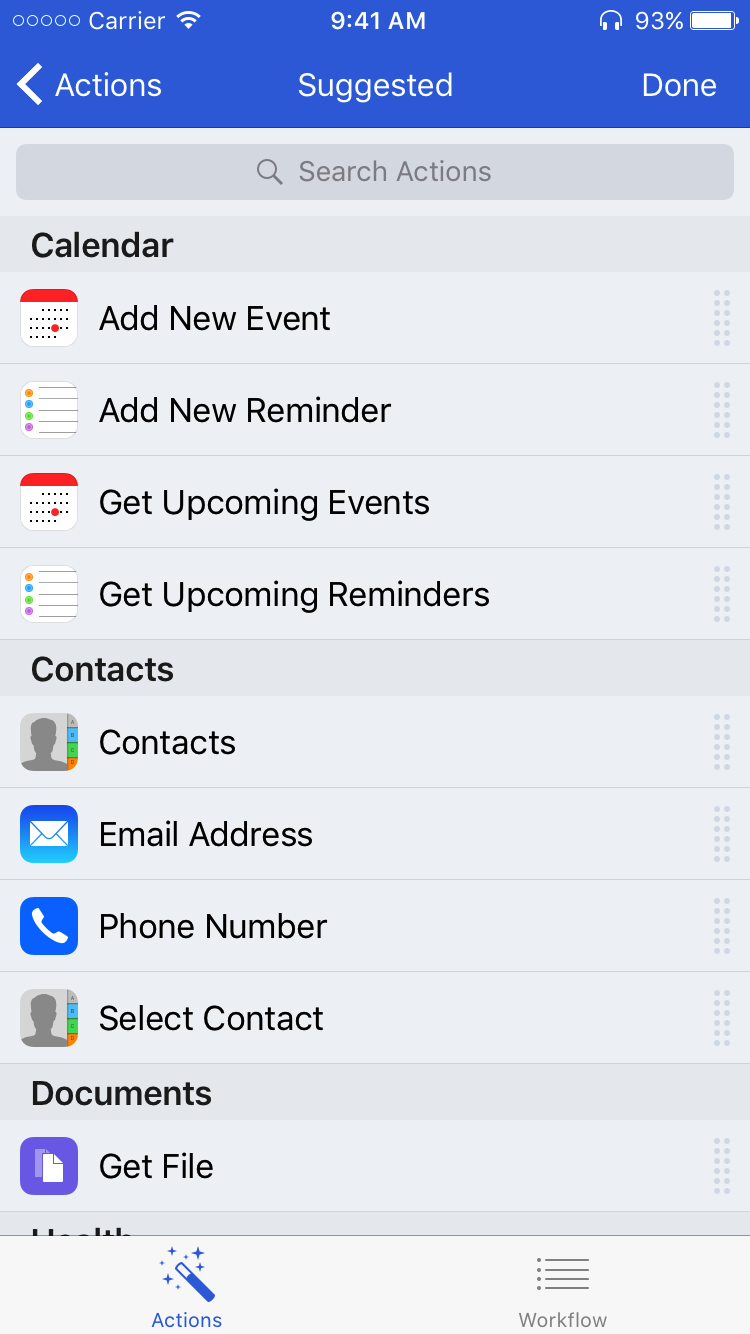 Carrier 9:41 AM 93%
Actions Suggested Done
Search Actions
Calendar
Add New Event
Add New Reminder
Get Upcoming Events
Get Upcoming Reminders
Contacts
Contacts
Email Address
Phone Number
Select Contact
Documents
Get File
Health
Actions Workflow